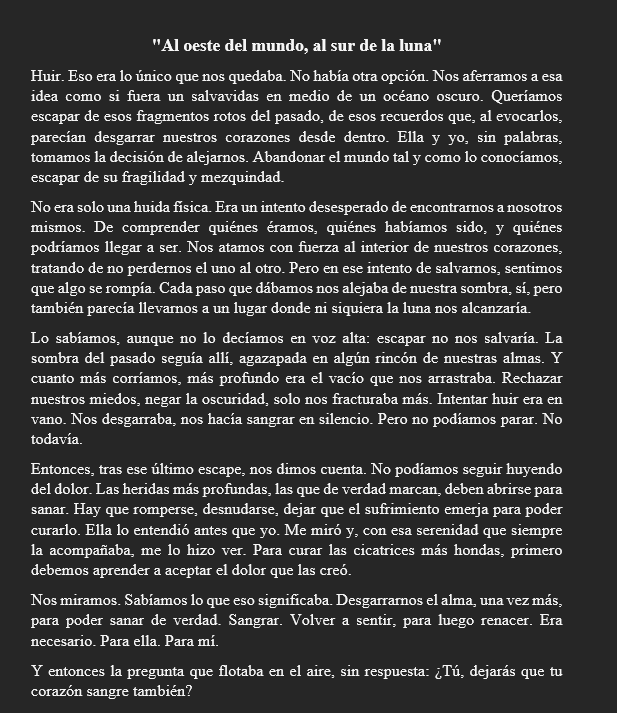 "Al oeste del mundo, al sur de la luna"
Huir. Eso era lo único que nos quedaba. No había otra opción. Nos aferramos a esa
idea como si fuera un salvavidas en medio de un océano oscuro. Queríamos
escapar de esos fragmentos rotos del pasado, de esos recuerdos que, al evocarlos,
parecían desgarrar nuestros corazones desde dentro. Ella y yo, sin palabras,
tomamos la decisión de alejarnos. Abandonar el mundo tal y como lo conocíamos,
escapar de su fragilidad y mezquindad.
No era solo una huida física. Era un intento desesperado de encontrarnos a nosotros
mismos. De comprender quiénes éramos, quiénes habíamos sido, y quiénes
podríamos llegar a ser. Nos atamos con fuerza al interior de nuestros corazones,
tratando de no perdernos el uno al otro. Pero en ese intento de salvarnos, sentimos
que algo se rompía. Cada paso que dábamos nos alejaba de nuestra sombra, sí, pero
también parecía llevarnos a un lugar donde ni siquiera la luna nos alcanzaría.
Lo sabíamos, aunque no lo decíamos en voz alta: escapar no nos salvaría. La
sombra del pasado seguía allí, agazapada en algún rincón de nuestras almas. Y
cuanto más corríamos, más profundo era el vacío que nos arrastraba. Rechazar
nuestros miedos, negar la oscuridad, solo nos fracturaba más. Intentar huir era en
vano. Nos desgarraba, nos hacía sangrar en silencio. Pero no podíamos parar. No
todavía.
Entonces, tras ese último escape, nos dimos cuenta. No podíamos seguir huyendo
del dolor. Las heridas más profundas, las que de verdad marcan, deben abrirse para
sanar. Hay que romperse, desnudarse, dejar que el sufrimiento emerja para poder
curarlo. Ella lo entendió antes que yo. Me miró y, con esa serenidad que siempre
la acompañaba, me lo hizo ver. Para curar las cicatrices más hondas, primero
debemos aprender a aceptar el dolor que las creó.
Nos miramos. Sabíamos lo que eso significaba. Desgarrarnos el alma, una vez más,
para poder sanar de verdad. Sangrar. Volver a sentir, para luego renacer. Era
necesario. Para ella. Para mí.
Y entonces la pregunta que flotaba en el aire, sin respuesta: ¿Tú, dejarás que tu
corazón sangre también?